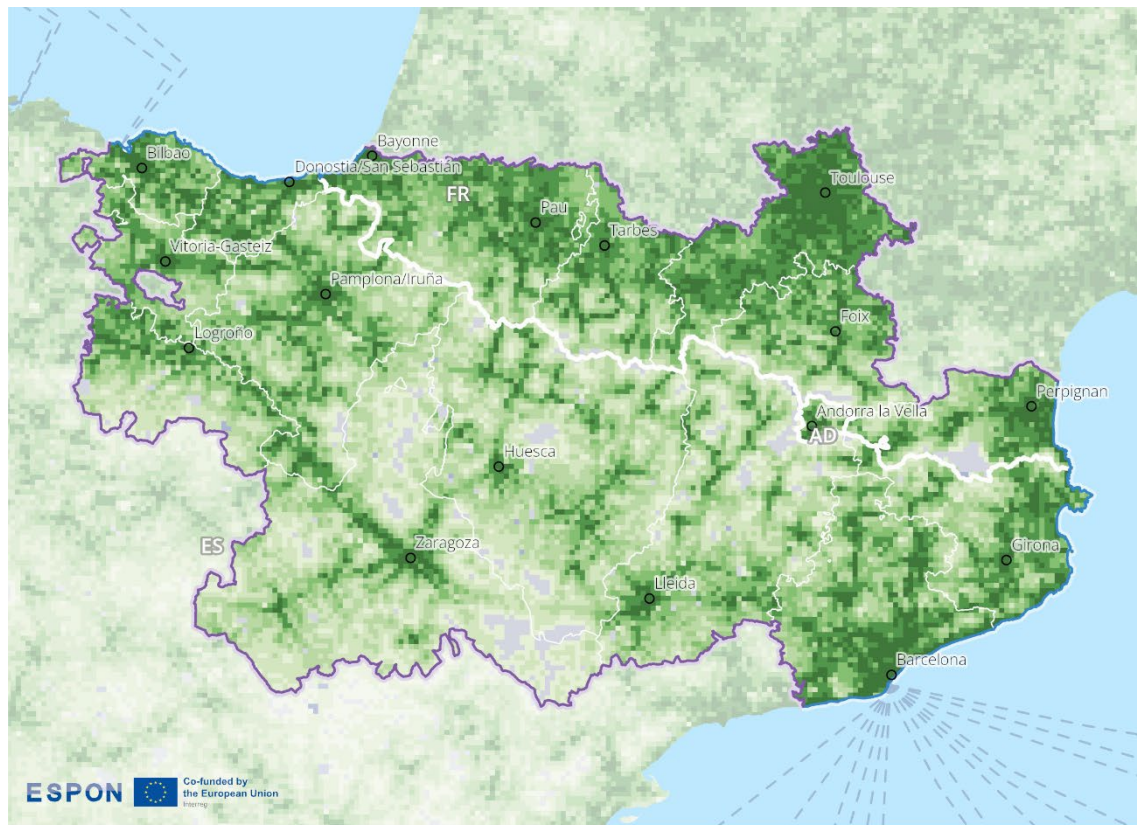 Bayonne
Bilbao
Donostia/San Sebastián
Toulouse
FR
Pau
Tarbes
Vitoria-Gasteiz
Pamplona/Iruña
Foix
Logroño
Perpignan
Andorra la Vella
AD
Huesca
ES
Zaragoza
Girona
Lleida
Barcelona
ESPON
Co-funded by
the European Union
Interreg